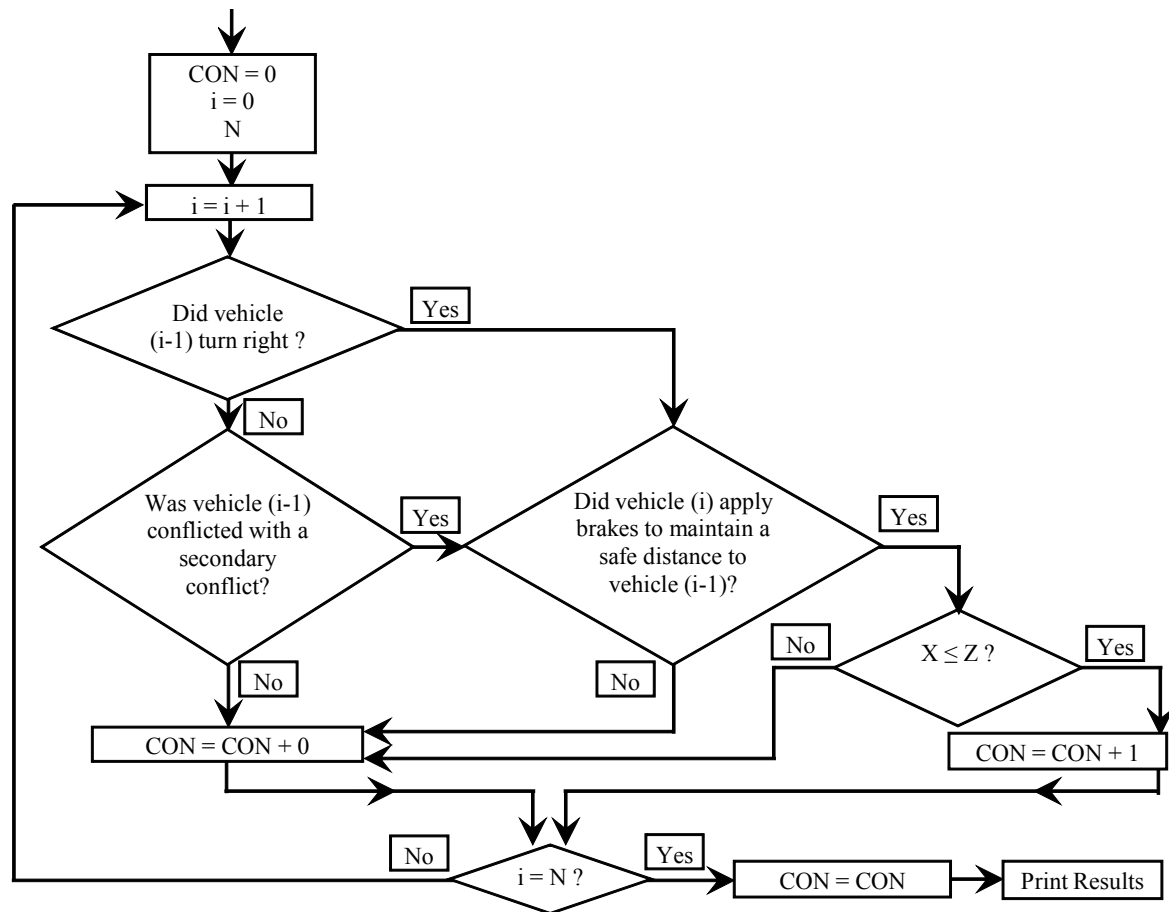 CON = 0
i = 0
N
i = i + 1
Did vehicle
(i-1) turn right ?
Yes
No
Was vehicle (i-1)
conflicted with a
secondary
conflict?
Yes
Did vehicle (i) apply
brakes to maintain a
safe distance to
vehicle (i-1)?
Yes
No
X ≤ Z ?
Yes
No
No
CON = CON + 0
CON = CON + 1
No
i = N ?
Yes
CON = CON
Print Results